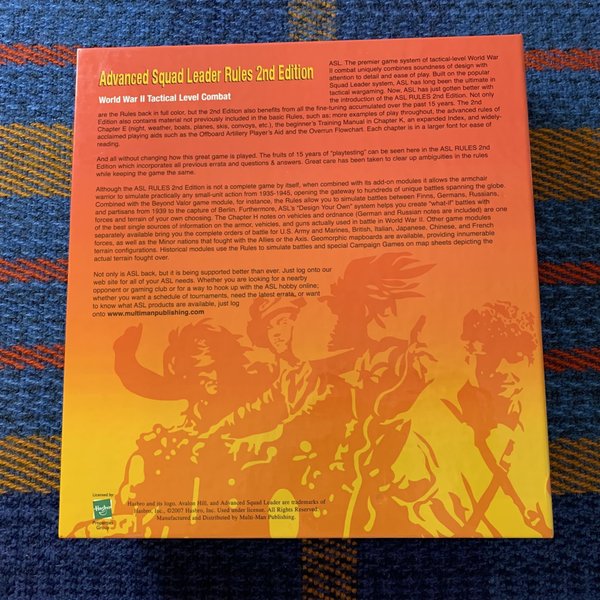 Advanced Squad Leader Rules 2nd Edition
World War II Tactical Level Combat
ASL. The premier game system of tactical-level World War
II combat uniquely combines soundness of design with
attention to detail and ease of play. Built on the popular
Squad Leader system, ASL has long been the ultimate in
tactical wargaming. Now, ASL has just gotten better with
the introduction of the ASL RULES 2nd Edition. Not only
are the Rules back in full color, but the 2nd Edition also benefits from all the fine-tuning accumulated over the past 15 years. The 2nd
Edition also contains material not previously included in the basic Rules, such as: more examples of play throughout, the advanced rules of
Chapter E (night, weather, boats, planes, skis, convoys, etc.), the beginner's Training Manual in Chapter K, an expanded Index, and widely-
acclaimed playing aids such as the Offboard Artillery Player's Aid and the Overrun Flowchart. Each chapter is in a larger font for ease of
reading.
And all without changing how this great game is played. The fruits of 15 years of "playtesting" can be seen here in the ASL RULES 2nd
Edition which incorporates all previous errata and questions & answers. Great care has been taken to clear up ambiguities in the rules
while keeping the game the same.
Although the ASL RULES 2nd Edition is not a complete game by itself, when combined with its add-on modules it allows the armchair
warrior to simulate practically any small-unit action from 1935-1945, opening the gateway to hundreds of unique battles spanning the globe.
Combined with the Beyond Valor game module, for instance, the Rules allow you to simulate battles between Finns, Germans, Russians,
and partisans from 1939 to the capture of Berlin. Furthermore, ASL's "Design Your Own" system helps you create "what-if" battles with
forces and terrain of your own choosing. The Chapter H notes on vehicles and ordnance (German and Russian notes are included) are one
of the best single sources of information on the armor, vehicles, and guns actually used in battle in World War II. Other game modules
separately available bring you the complete orders of battle for U.S. Army and Marines, British, Italian, Japanese, Chinese, and French
forces, as well as the Minor nations that fought with the Allies or the Axis. Geomorphic mapboards are available, providing innumerable
terrain configurations. Historical modules use the Rules to simulate battles and special Campaign Games on map sheets depicting the
actual terrain fought over.
Not only is ASL back, but it is being supported better than ever. Just log onto our
web site for all of your ASL needs. Whether you are looking for a nearby
opponent or gaming club or for a way to hook up with the ASL hobby online;
whether you want a schedule of tournaments, need the latest errata, or want
to know what ASL products are available, just log
onto www.multimanpublishing.com
Licensed by:
Hasbro
Properties
Group
Hasbro and its logo, Avalon Hill, and Advanced Squad Leader are trademarks of
Hasbro, Inc., ©2007 Hasbro, Inc. Used under license. All Rights Reserved.
Manufactured and Distributed by Multi-Man Publishing.